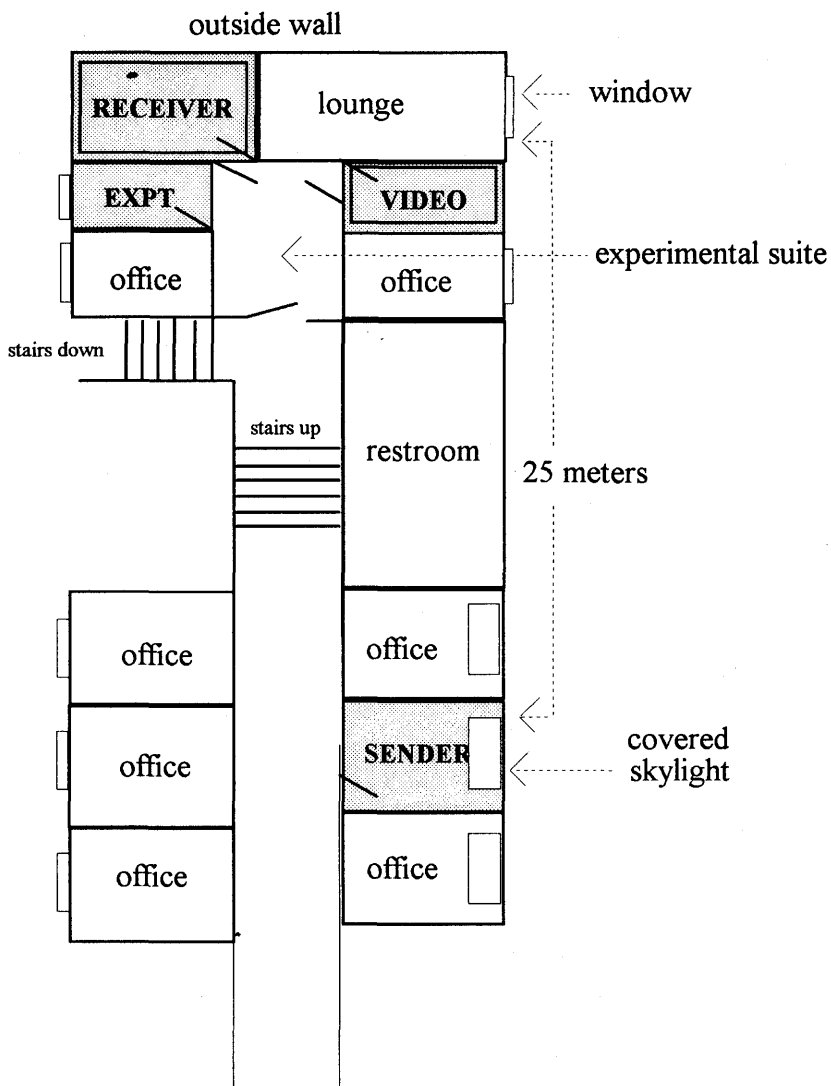 outside wall
RECEIVER
lounge
window
EXPT
VIDEO
office
office
experimental suite
stairs down
stairs up
restroom
25 meters
office
office
office
SENDER
covered
skylight
office
office